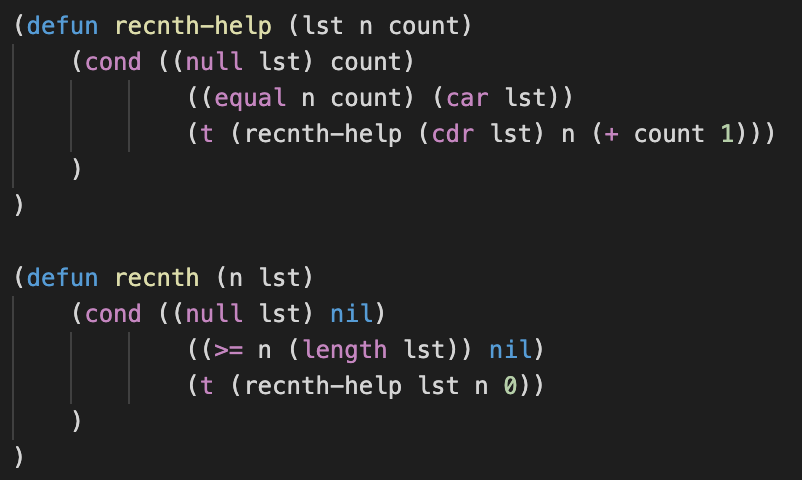 (defun recnth-help (lst n count)
    (cond ((null lst) count)
            ((equal n count) (car lst))
            (t (recnth-help (cdr lst) n (+ count 1)))
    )
)

(defun recnth (n lst)
    (cond ((null lst) nil)
            ((>= n (length lst)) nil)
            (t (recnth-help lst n 0))
    )
)